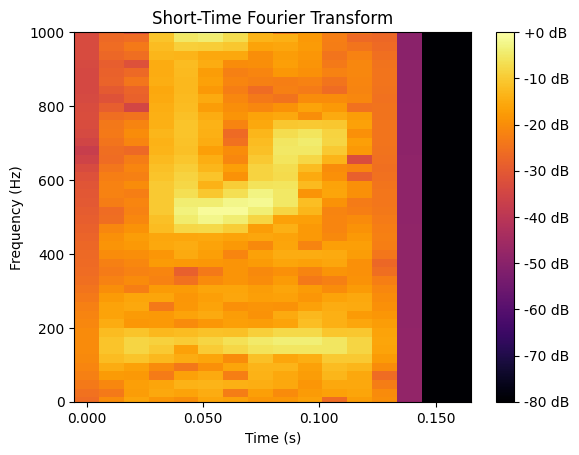 Short-Time Fourier Transform
1000
800
600
400
200
0
Frequency (Hz)
0.000
0.050
0.100
0.150
Time (s)
+0 dB
-10 dB
-20 dB
-30 dB
-40 dB
-50 dB
-60 dB
-70 dB
-80 dB